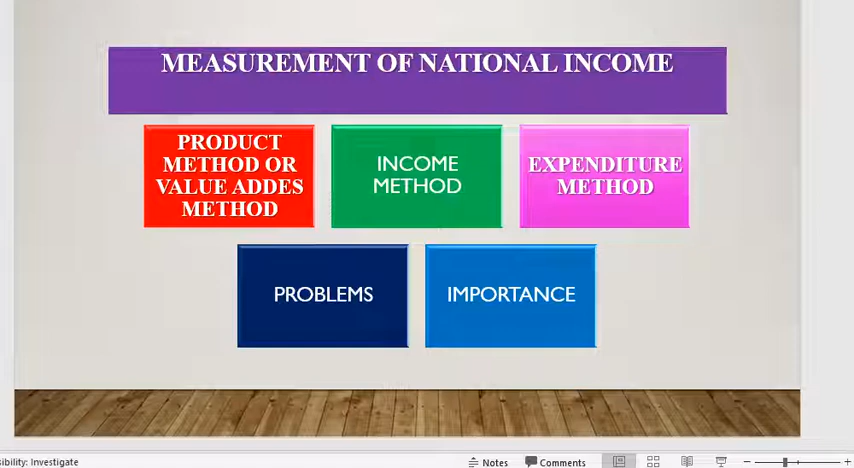 MEASUREMENT OF NATIONAL INCOME
PRODUCT
METHOD OR
VALUE ADDES
METHOD
INCOME
METHOD
EXPENDITURE
METHOD
PROBLEMS
IMPORTANCE
sibility: Investigate
Notes
Comments